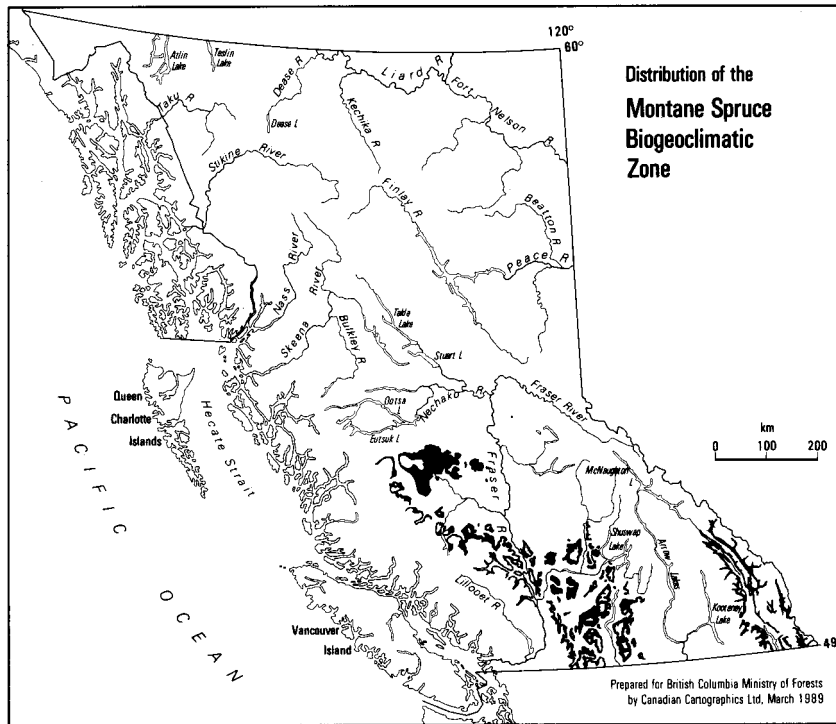 120°
60°
Distribution of the
Montane Spruce
Biogeoclimatic
Zone
Atlin
Lake
Teslin
Lake
Taku R
Dease R
Dease L
Liard R
Fort Nelson R
Kechika R
Stikine River
Finlay R
Beatton R
Peace R
Nass River
Skeena River
Bulkley R
Takla
Lake
Stuart L
Ootsa
L
Eutsuk L
Nechako R
Fraser River
Queen
Charlotte
Islands
Hecate Strait
PACIFIC OCEAN
km
0 100 200
McNaughton
L
Fraser R
Shuswap
Lake
Arrow Lakes
Kootenay
Lake
Lillooet R
Vancouver
Island
49
Prepared for British Columbia Ministry of Forests
by Canadian Cartographics Ltd, March 1989